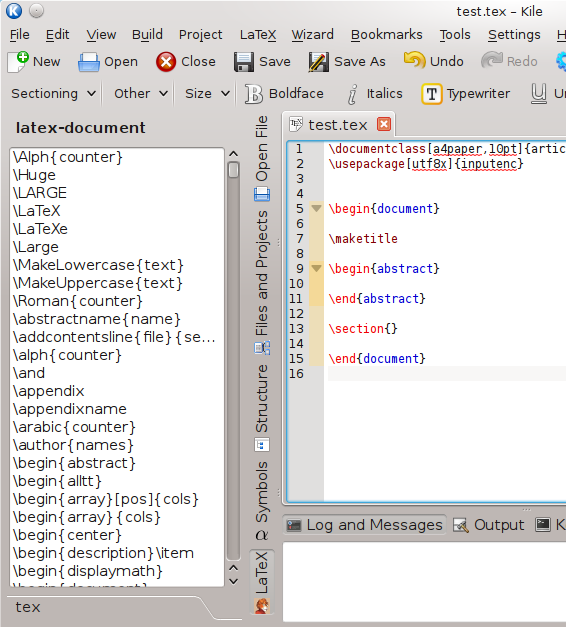 test.tex – Kile
File Edit View Build Project LaTeX Wizard Bookmarks Tools Settings
New Open Close Save Save As Undo Redo
Sectioning Other Size Boldface Italics T Typewriter U
latex-document
\Alph{counter}
\Huge
\LARGE
\LaTeX
\LaTeXe
\Large
\MakeLowercase{text}
\MakeUppercase{text}
\Roman{counter}
\abstractname{name}
\addcontentsline{file}{se...
\alph{counter}
\and
\appendix
\appendixname
\arabic{counter}
\author{names}
\begin{abstract}
\begin{alltt}
\begin{array}[pos]{cols}
\begin{array}{cols}
\begin{center}
\begin{description}\item
\begin{displaymath}
tex
Open File
Files and Projects
Structure
Symbols
LaTeX
test.tex
1 \documentclass[a4paper,10pt]{artic
2 \usepackage[utf8x]{inputenc}
3
4
5 \begin{document}
6
7 \maketitle
8
9 \begin{abstract}
10
11 \end{abstract}
12
13 \section{}
14
15 \end{document}
16
Log and Messages Output K